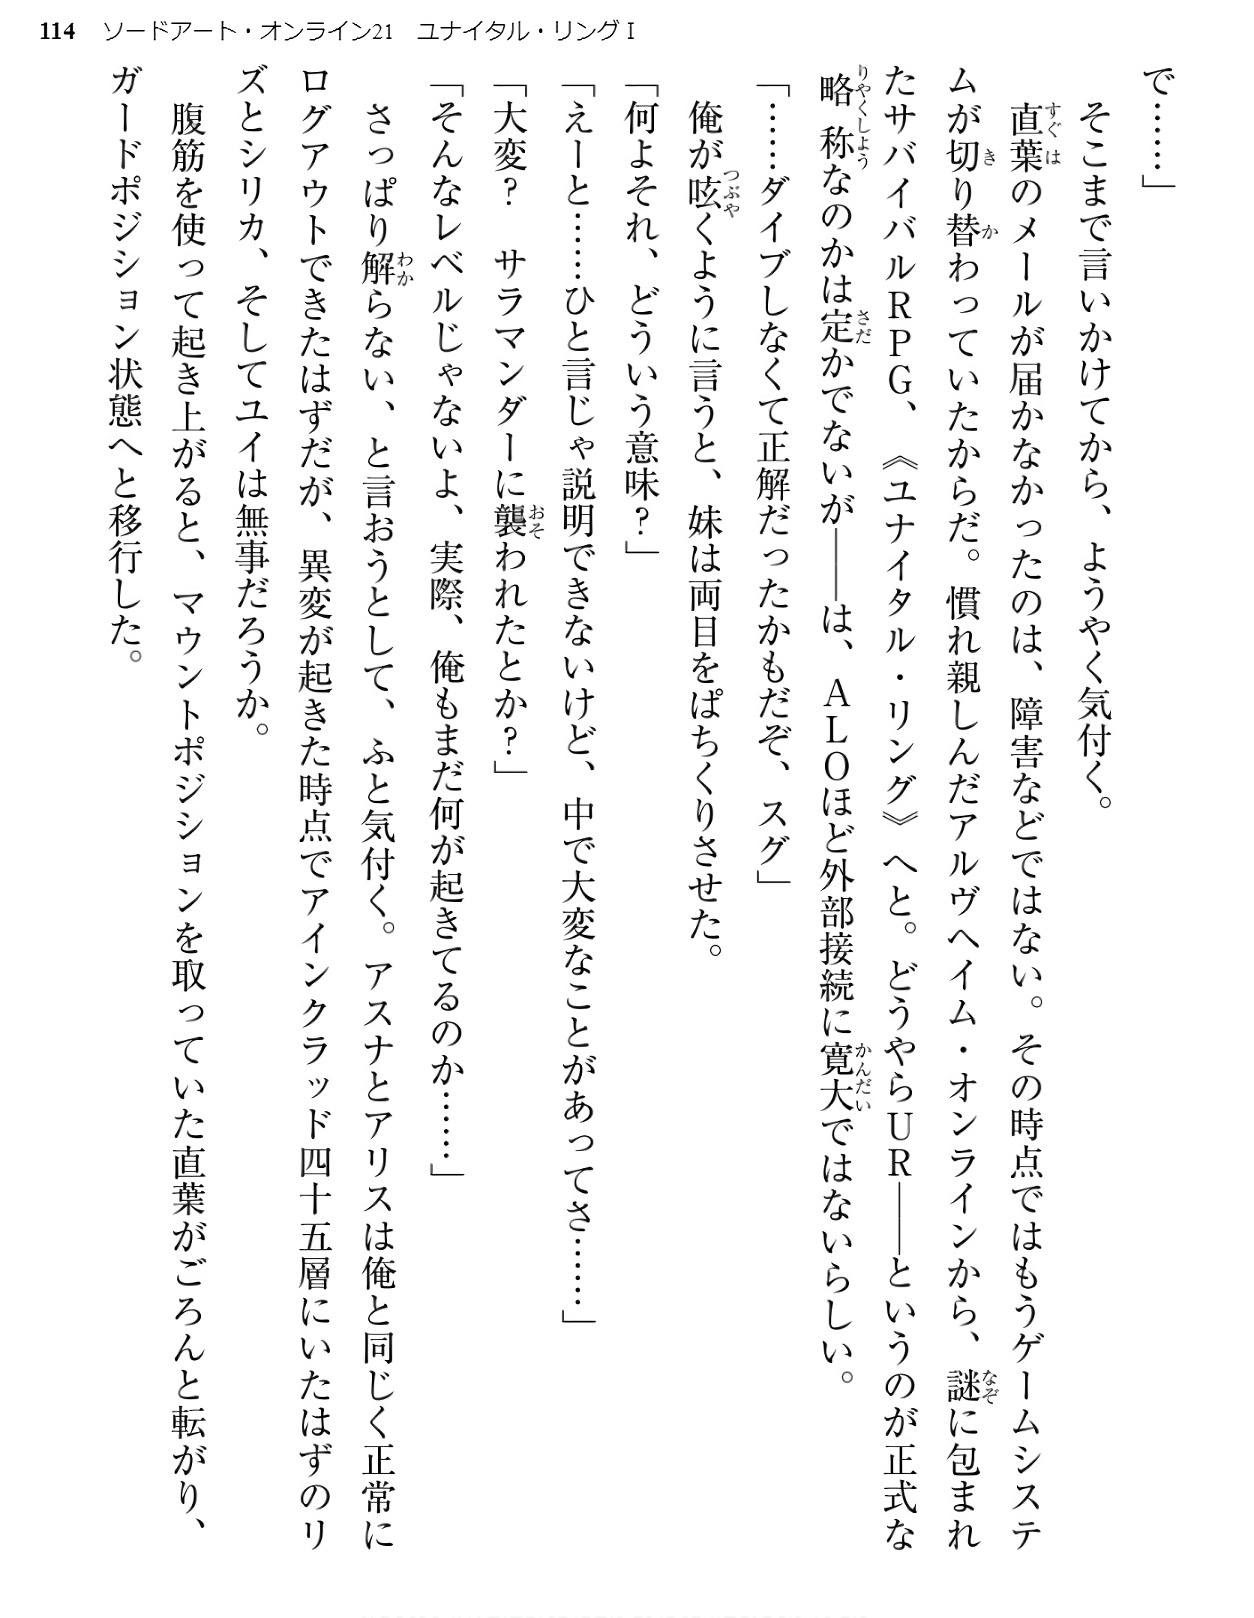 114 ソードアート・オンライン21 ユナイタル・リングⅠ
で……」
　そこまで言いかけてから、ようやく気付く。
　直葉のメールが届かなかったのは、障害などではない。その時点ではもうゲームシステ
ムが切り替わっていたからだ。慣れ親しんだアルヴヘイム・オンラインから、謎に包まれ
たサバイバルＲＰＧ、《ユナイタル・リング》へと。どうやらＵＲ――というのが正式な
略称なのかは定かでないが――は、ＡＬＯほど外部接続に寛大ではないらしい。
「……ダイブしなくて正解だったかもだぞ、スグ」
　俺が呟くように言うと、妹は両目をぱちくりさせた。
「何よそれ、どういう意味？」
「えーと……ひと言じゃ説明できないけど、中で大変なことがあってさ……」
「大変？　サラマンダーに襲われたとか？」
「そんなレベルじゃないよ、実際、俺もまだ何が起きてるのか……」
　さっぱり解らない、と言おうとして、ふと気付く。アスナとアリスは俺と同じく正常に
ログアウトできたはずだが、異変が起きた時点でアインクラッド四十五層にいたはずのリ
ズとシリカ、そしてユイは無事だろうか。
　腹筋を使って起き上がると、マウントポジションを取っていた直葉がごろんと転がり、
ガードポジション状態へと移行した。